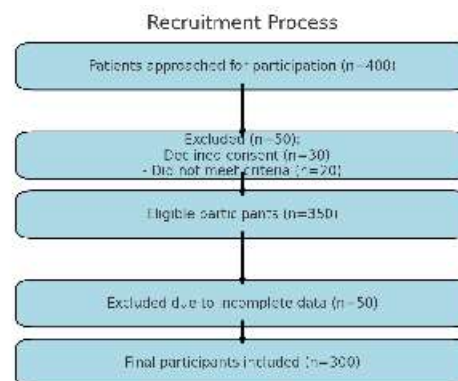 Recruitment Process
Patients approached for participation (n=400)
Excluded (n=50):
Declined consent (n=30)
- Did not meet criteria (n=20)
Eligible participants (n=350)
Excluded due to incomplete data (n=50)
Final participants included (n=300)